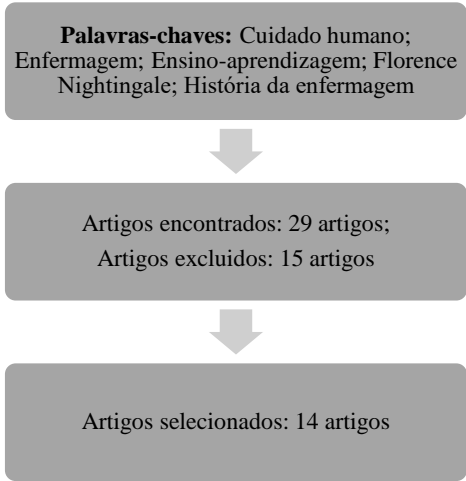 Palavras-chaves: Cuidado humano;
Enfermagem; Ensino-aprendizagem; Florence
Nightingale; História da enfermagem
Artigos encontrados: 29 artigos;
Artigos excluidos: 15 artigos
Artigos selecionados: 14 artigos